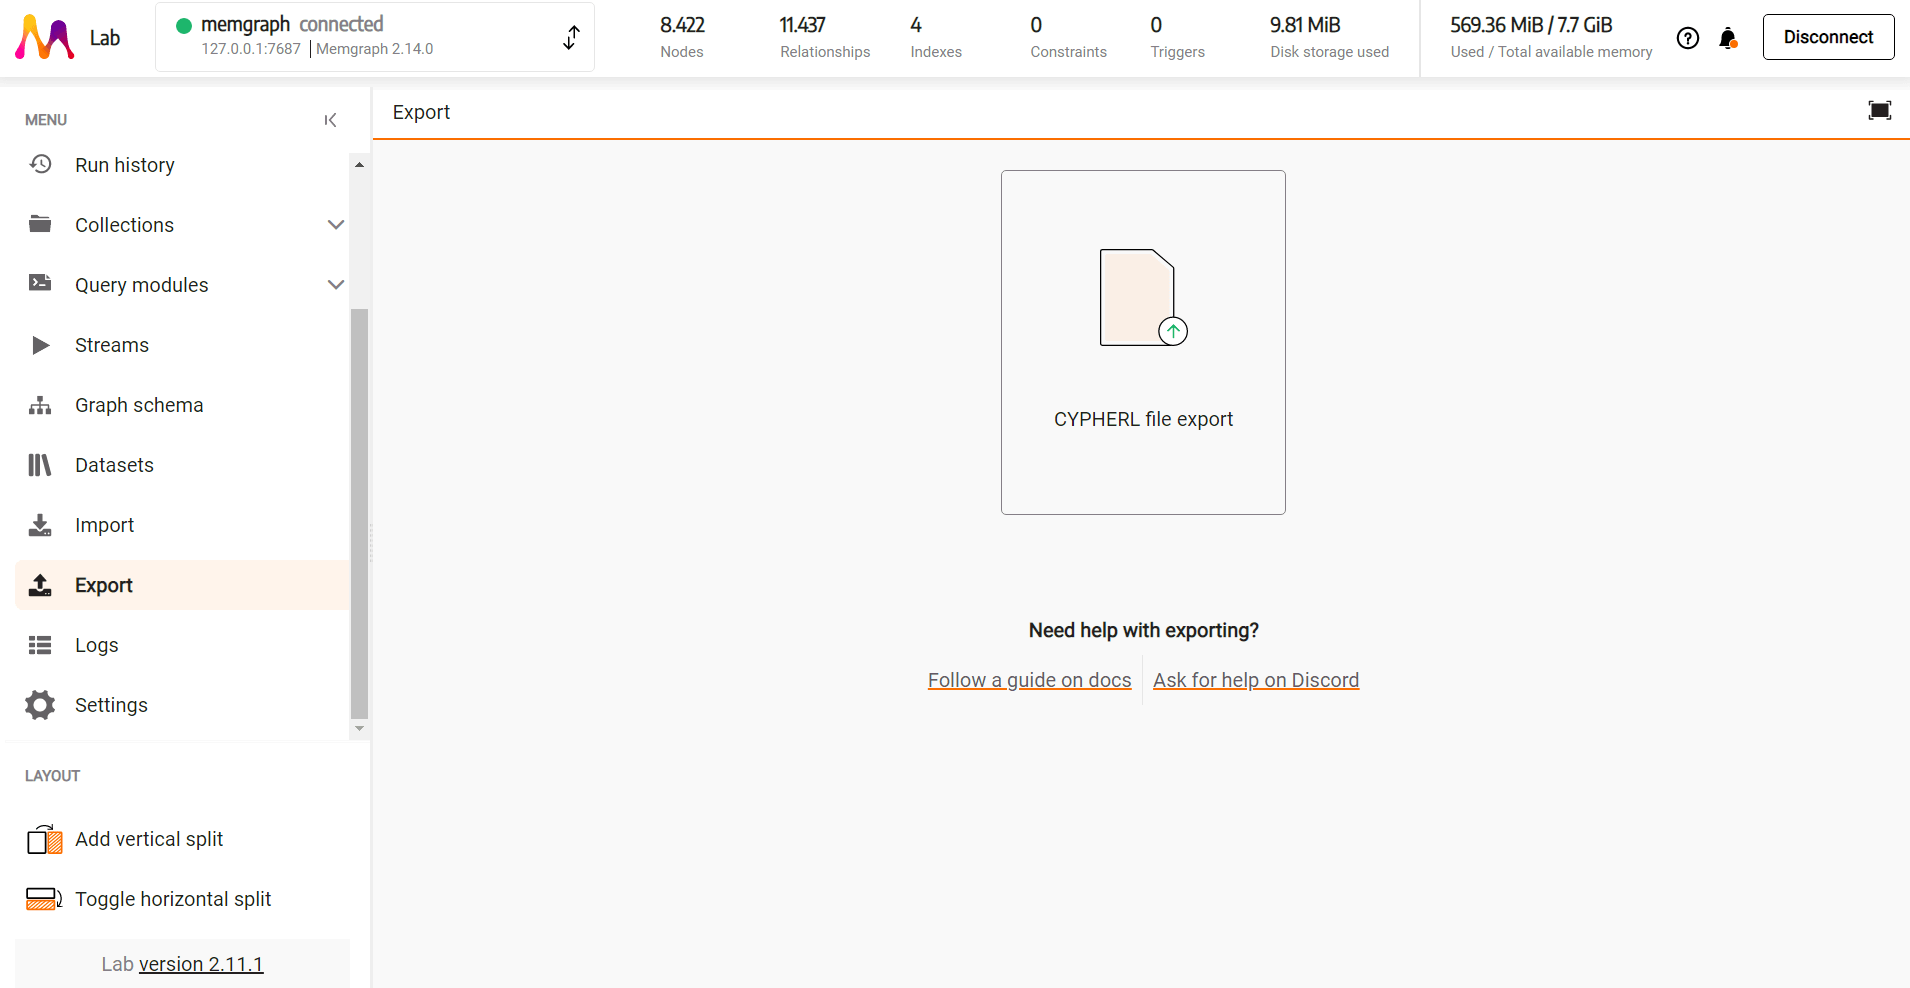 Lab
memgraph connected
127.0.0.1:7687 | Memgraph 2.14.0
8.422
Nodes
11.437
Relationships
4
Indexes
0
Constraints
0
Triggers
9.81 MiB
Disk storage used
569.36 MiB / 7.7 GiB
Used / Total available memory
Disconnect
MENU
Run history
Collections
Query modules
Streams
Graph schema
Datasets
Import
Export
Logs
Settings
LAYOUT
Add vertical split
Toggle horizontal split
Lab version 2.11.1
Export
CYPHERL file export
Need help with exporting?
Follow a guide on docs
Ask for help on Discord